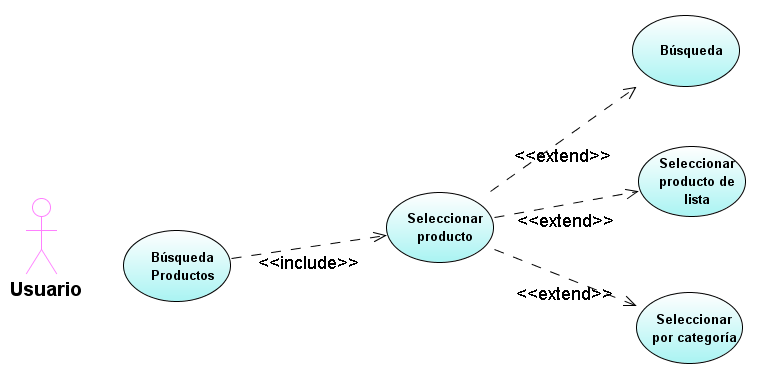 Búsqueda
<<extend>>
Seleccionar
producto de
lista
Seleccionar
producto
<<extend>>
Búsqueda
Productos
<<include>>
Usuario
<<extend>>
Seleccionar
por categoría